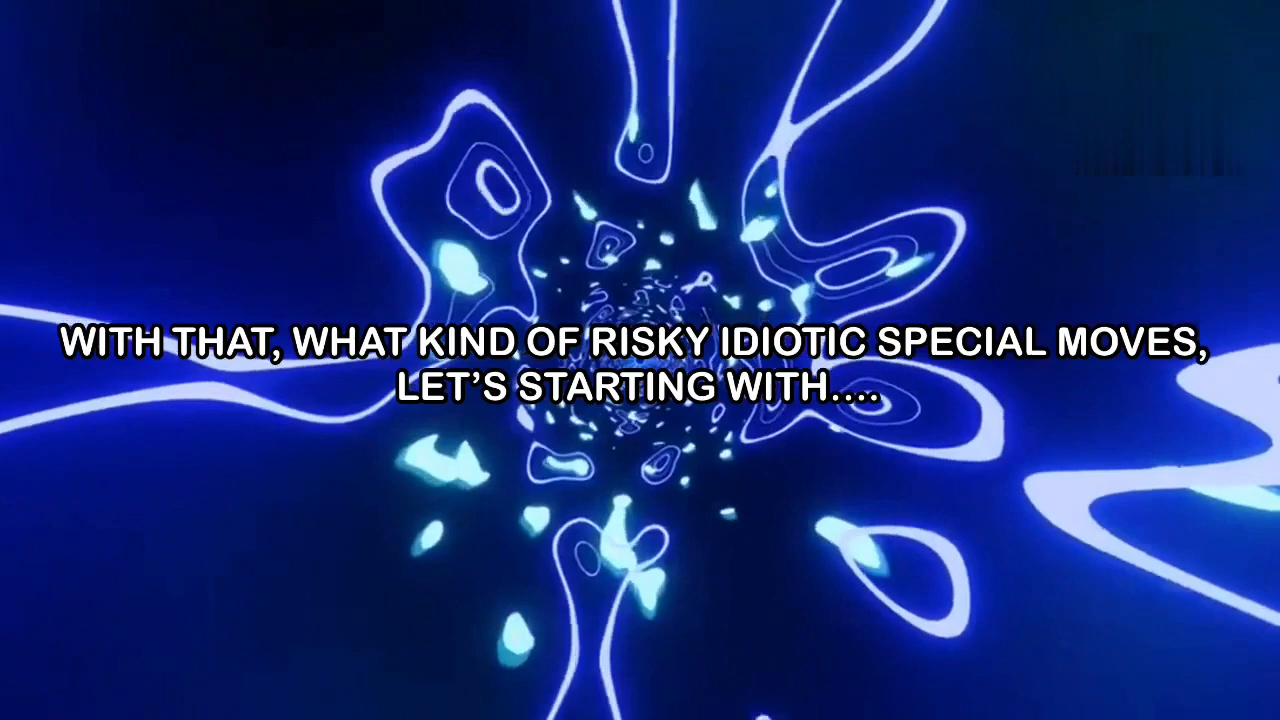 WITH THAT, WHAT KIND OF RISKY IDIOTIC SPECIAL MOVES,
LET’S STARTING WITH....